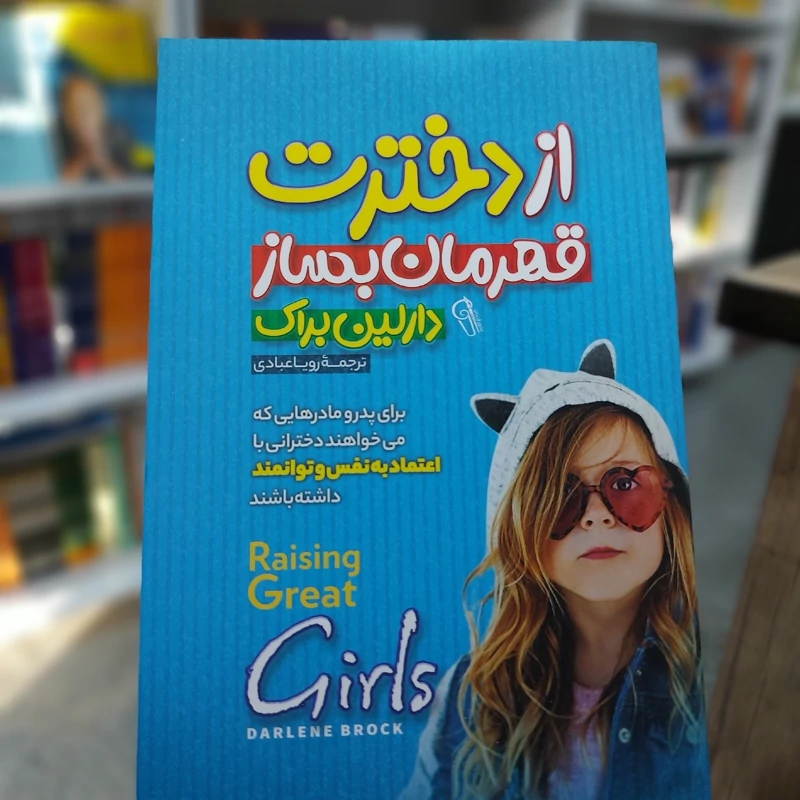 از دخترت
قهرمان بساز
دارلین براک
ترجمهٔ رویا عبادی
برای پدر و مادرهایی که
می‌خواهند دخترانی با
اعتماد به نفس و توانمند
داشته باشند
Raising
Great
Girls
DARLENE BROCK